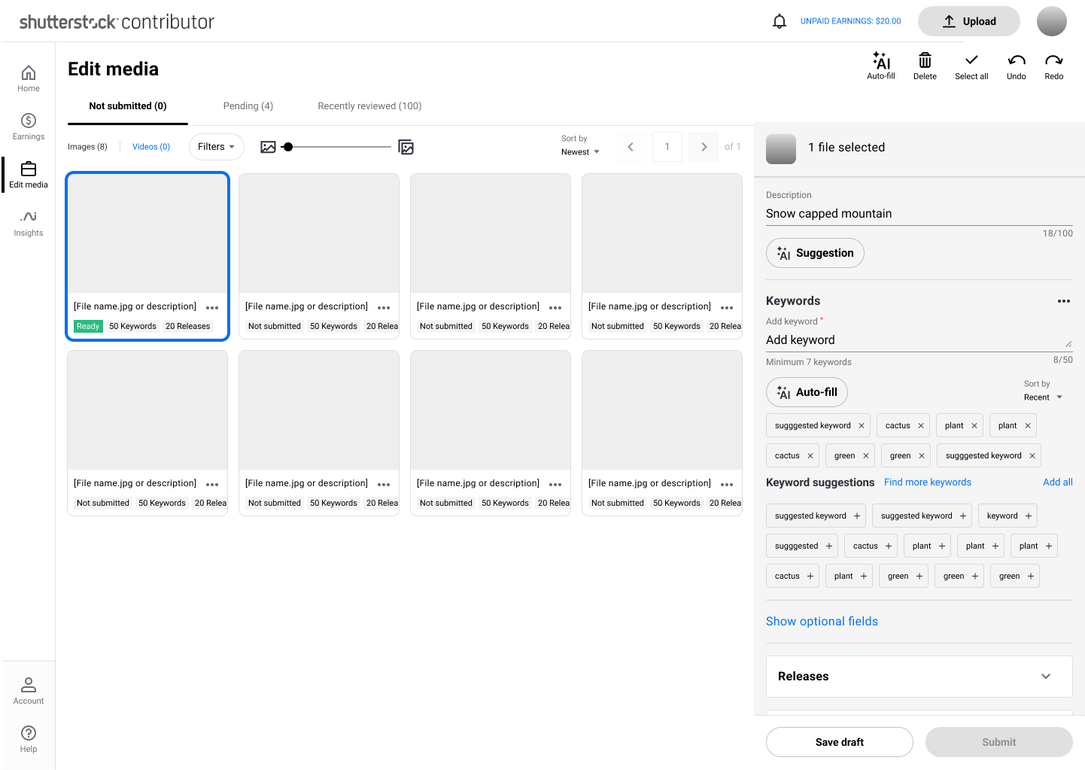 shutterstock contributor
UNPAID EARNINGS: $20.00
Upload
Home
Earnings
Edit media
Insights
Account
Help
Edit media
AI
Auto-fill
Delete
Select all
Undo
Redo
Not submitted (0)
Pending (4)
Recently reviewed (100)
Images (8)
Videos (0)
Filters
Sort by
Newest
1
of 1
[File name.jpg or description]
Ready 50 Keywords 20 Releases
[File name.jpg or description]
Not submitted 50 Keywords 20 Relea
[File name.jpg or description]
Not submitted 50 Keywords 20 Relea
[File name.jpg or description]
Not submitted 50 Keywords 20 Relea
[File name.jpg or description]
Not submitted 50 Keywords 20 Relea
[File name.jpg or description]
Not submitted 50 Keywords 20 Relea
[File name.jpg or description]
Not submitted 50 Keywords 20 Relea
[File name.jpg or description]
Not submitted 50 Keywords 20 Relea
1 file selected
Description
Snow capped mountain
18/100
AI Suggestion
Keywords
Add keyword *
Add keyword
Minimum 7 keywords
8/50
AI Auto-fill
Sort by
Recent
sugggested keyword × cactus × plant × plant ×
cactus × green × green × sugggested keyword ×
Keyword suggestions Find more keywords Add all
suggested keyword + suggested keyword + keyword +
sugggested + cactus + plant + plant + plant +
cactus + plant + green + green + green +
Show optional fields
Releases
Save draft
Submit